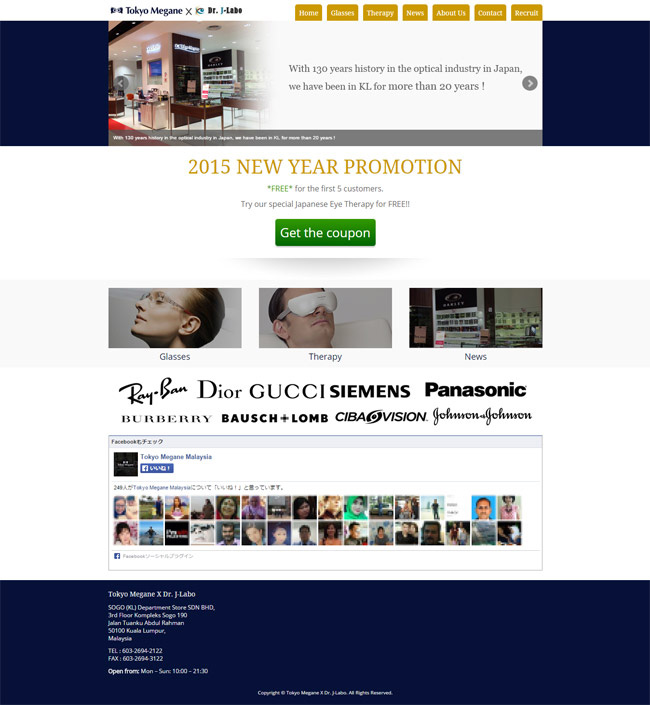 Tokyo Megane X Dr. J-Labo
Home Glasses Therapy News About Us Contact Recruit
With 130 years history in the optical industry in Japan,
we have been in KL for more than 20 years !
With 130 years history in the optical industry in Japan, we have been in KL for more than 20 years !
2015 NEW YEAR PROMOTION
*FREE* for the first 5 customers.
Try our special Japanese Eye Therapy for FREE!!
Get the coupon
OAKLEY
Glasses Therapy News
Ray-Ban Dior GUCCI SIEMENS Panasonic
BURBERRY BAUSCH + LOMB CIBA VISION Johnson & Johnson
Facebookもチェック
Tokyo Megane Malaysia
いいね！
249人がTokyo Megane Malaysiaについて「いいね！」と言っています。
Facebookソーシャルプラグイン
Tokyo Megane X Dr. J-Labo
SOGO (KL) Department Store SDN BHD,
3rd Floor Kompleks Sogo 190
Jalan Tuanku Abdul Rahman
50100 Kuala Lumpur,
Malaysia
TEL : 603-2694-2122
FAX : 603-2694-3122
Open from: Mon – Sun: 10:00 – 21:30
Copyright © Tokyo Megane X Dr. J-Labo. All Rights Reserved.